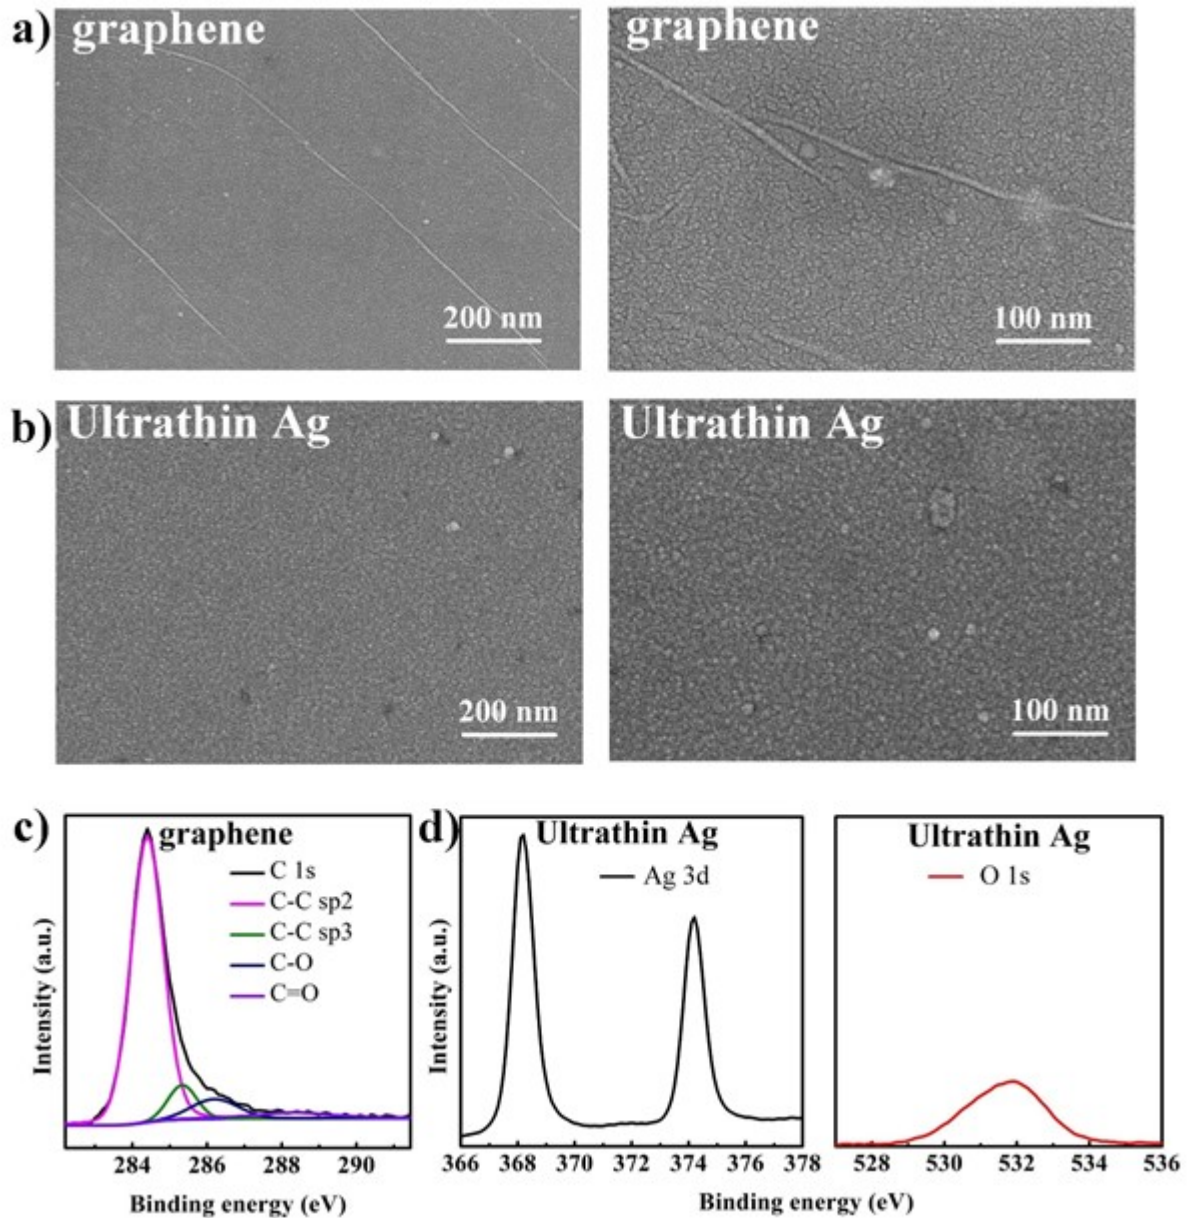 a)
graphene
graphene
200 nm
100 nm
b)
Ultrathin Ag
Ultrathin Ag
200 nm
100 nm
c)
graphene
C 1s
C-C sp2
C-C sp3
C-O
C=O
Intensity (a.u.)
284 286 288 290
Binding energy (eV)
d)
Ultrathin Ag
Ag 3d
Intensity (a.u.)
366 368 370 372 374 376 378
Ultrathin Ag
O 1s
528 530 532 534 536
Binding energy (eV)